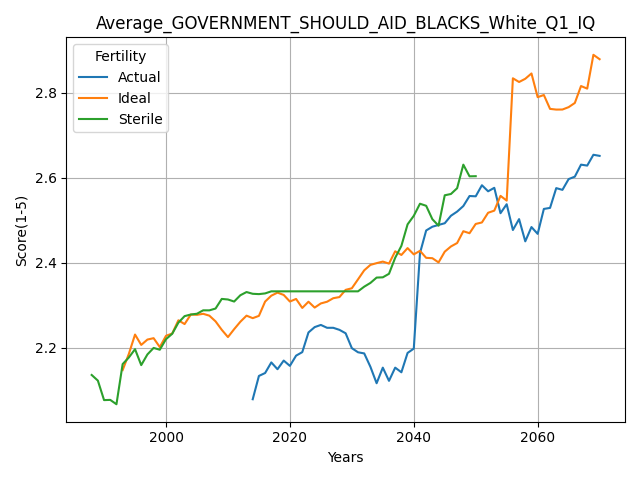 Average_GOVERNMENT_SHOULD_AID_BLACKS_White_Q1_IQ
Fertility
Actual
Ideal
Sterile
Score(1-5)
2.8
2.6
2.4
2.2
2000
2020
2040
2060
Years